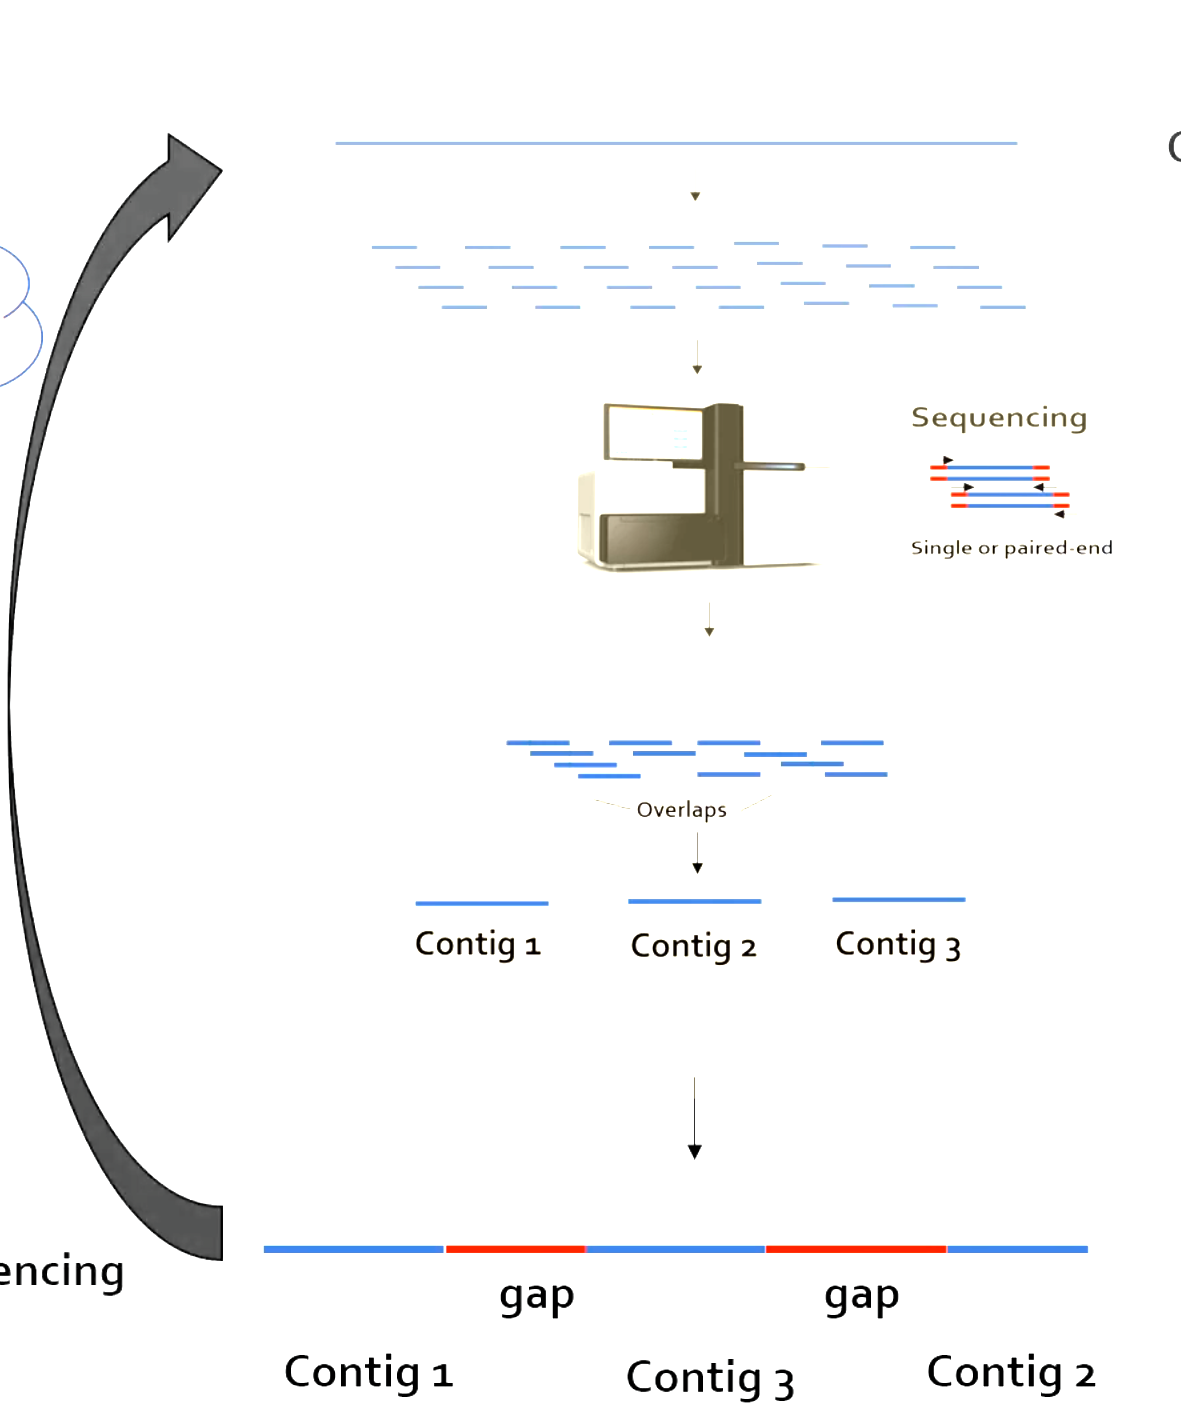 Sequencing
Single or paired-end
Overlaps
Contig 1
Contig 2
Contig 3
encing
gap
gap
Contig 1
Contig 3
Contig 2